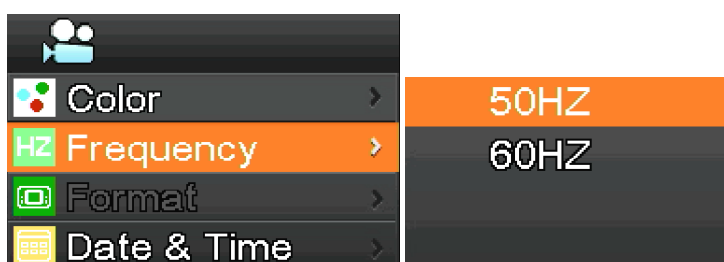 Color
HZ Frequency
Format
Date & Time
50HZ
60HZ